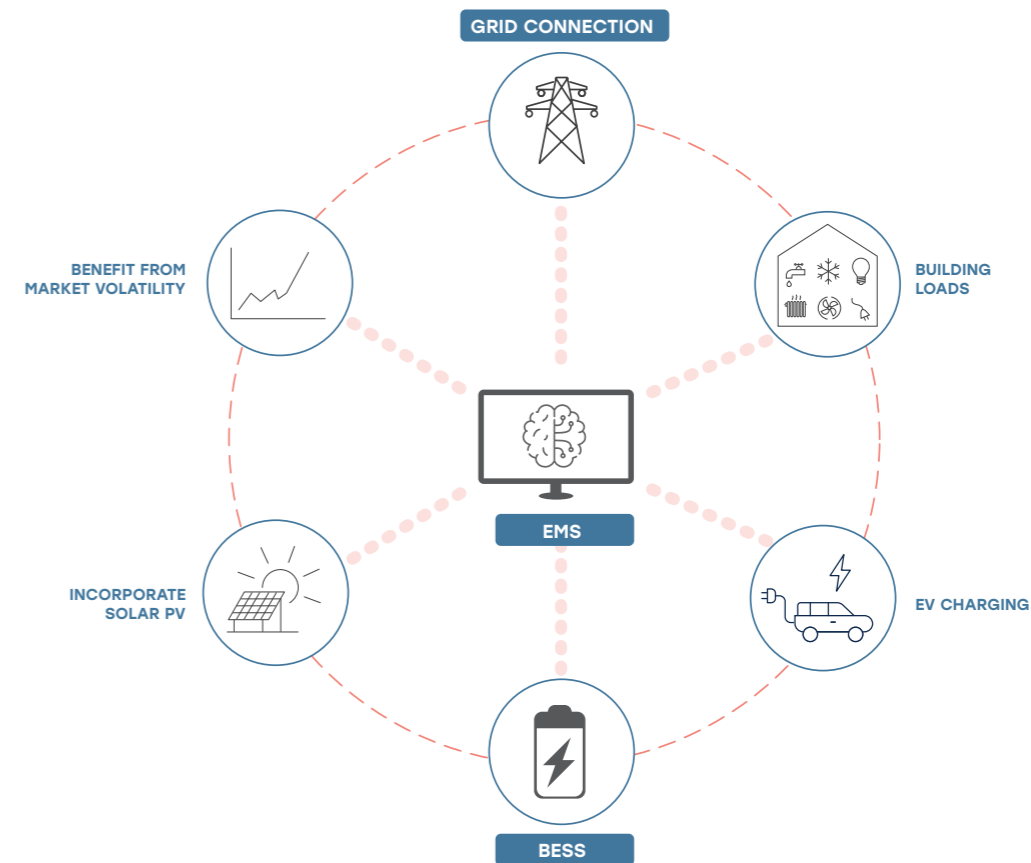 GRID CONNECTION
BENEFIT FROM
MARKET VOLATILITY
BUILDING
LOADS
EMS
INCORPORATE
SOLAR PV
EV CHARGING
BESS